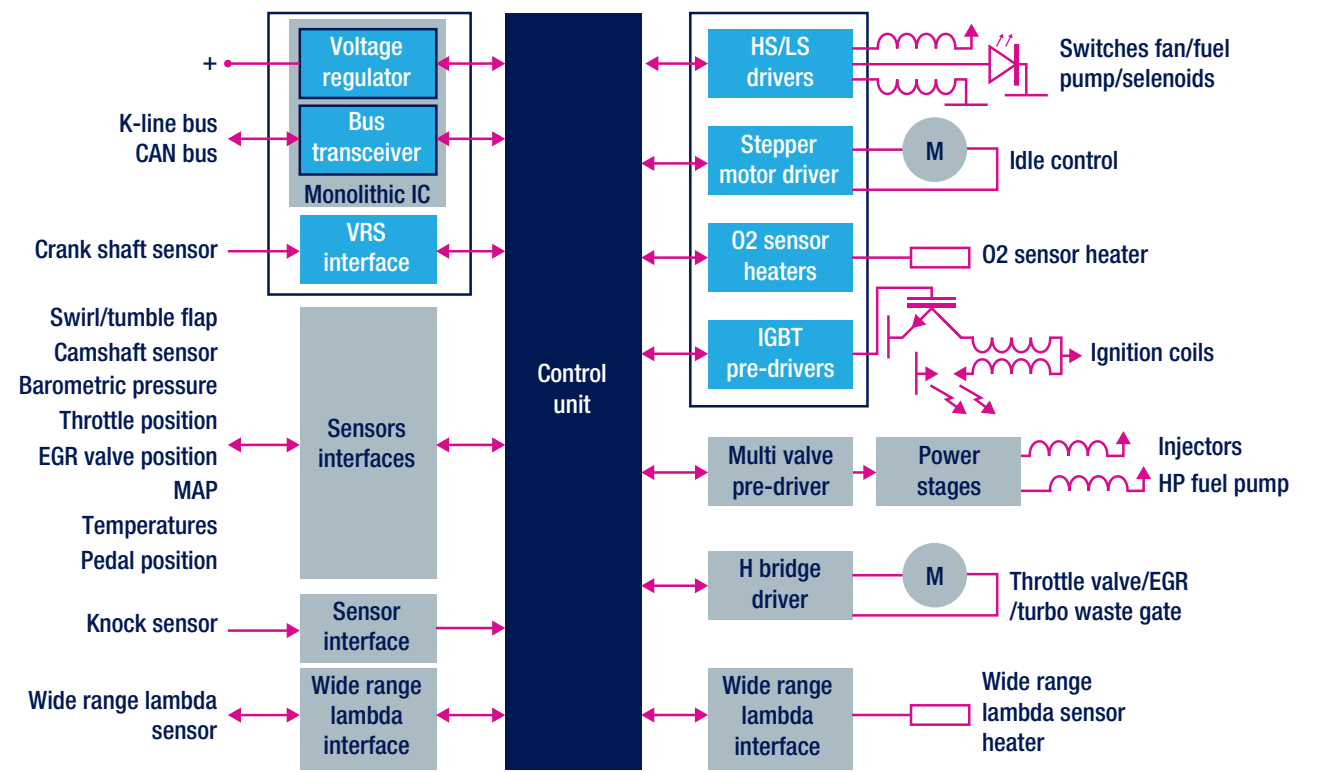 +
K-line bus
CAN bus
Crank shaft sensor
Swirl/tumble flap
Camshaft sensor
Barometric pressure
Throttle position
EGR valve position
MAP
Temperatures
Pedal position
Knock sensor
Wide range lambda
sensor
Voltage
regulator
Bus
transceiver
Monolithic IC
VRS
interface
Sensors
interfaces
Sensor
interface
Wide range
lambda
interface
Control
unit
HS/LS
drivers
Stepper
motor driver
O2 sensor
heaters
IGBT
pre-drivers
Multi valve
pre-driver
Power
stages
H bridge
driver
Wide range
lambda
interface
M
M
Switches fan/fuel
pump/selenoids
Idle control
O2 sensor heater
Ignition coils
Injectors
HP fuel pump
Throttle valve/EGR
/turbo waste gate
Wide range
lambda sensor
heater